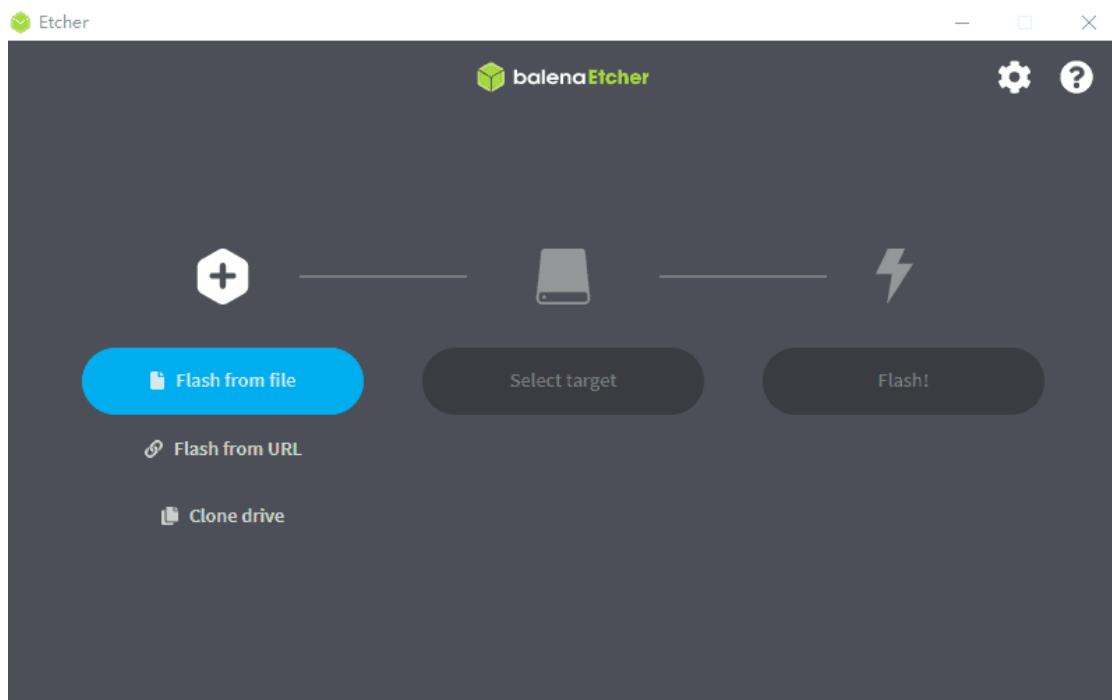 Etcher
balenaEtcher
Flash from file
Select target
Flash!
Flash from URL
Clone drive